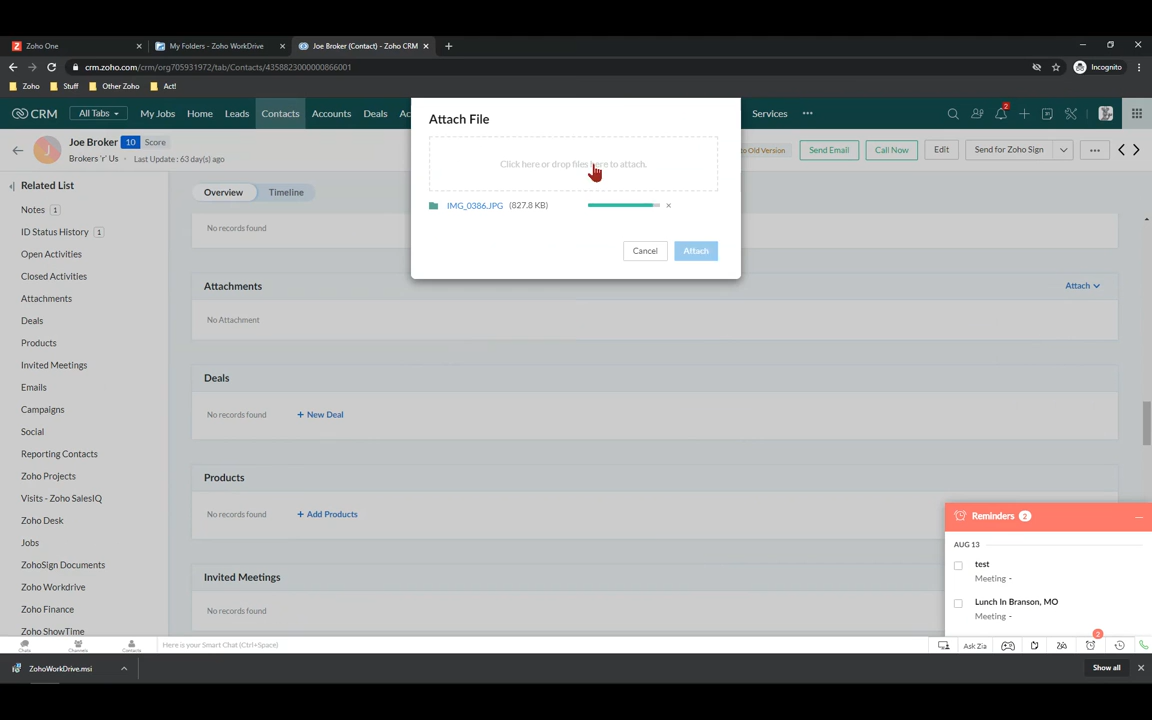 Zoho One
My Folders - Zoho WorkDrive
Joe Broker (Contact) - Zoho CRM
crm.zoho.com/crm/org705931972/tab/Contacts/4358823000000866001
Incognito
Zoho
Stuff
Other Zoho
Act!
CRM
All Tabs
My Jobs
Home
Leads
Contacts
Accounts
Deals
Ac
Services
2
Joe Broker 10 Score
Brokers 'r' Us · Last Update : 63 day(s) ago
to Old Version
Send Email
Call Now
Edit
Send for Zoho Sign
Attach File
Click here or drop files here to attach.
IMG_0386.JPG (827.8 KB)
Cancel
Attach
Related List
Notes 1
ID Status History 1
Open Activities
Closed Activities
Attachments
Deals
Products
Invited Meetings
Emails
Campaigns
Social
Reporting Contacts
Zoho Projects
Visits - Zoho SalesIQ
Zoho Desk
Jobs
ZohoSign Documents
Zoho Workdrive
Zoho Finance
Zoho ShowTime
Overview
Timeline
No records found
Attachments
Attach
No Attachment
Deals
No records found
+ New Deal
Products
No records found
+ Add Products
Invited Meetings
No records found
Reminders 2
AUG 13
test
Meeting -
Lunch In Branson, MO
Meeting -
Chats
Channels
Contacts
Here is your Smart Chat (Ctrl+Space)
Ask Zia
2
ZohoWorkDrive.msi
Show all